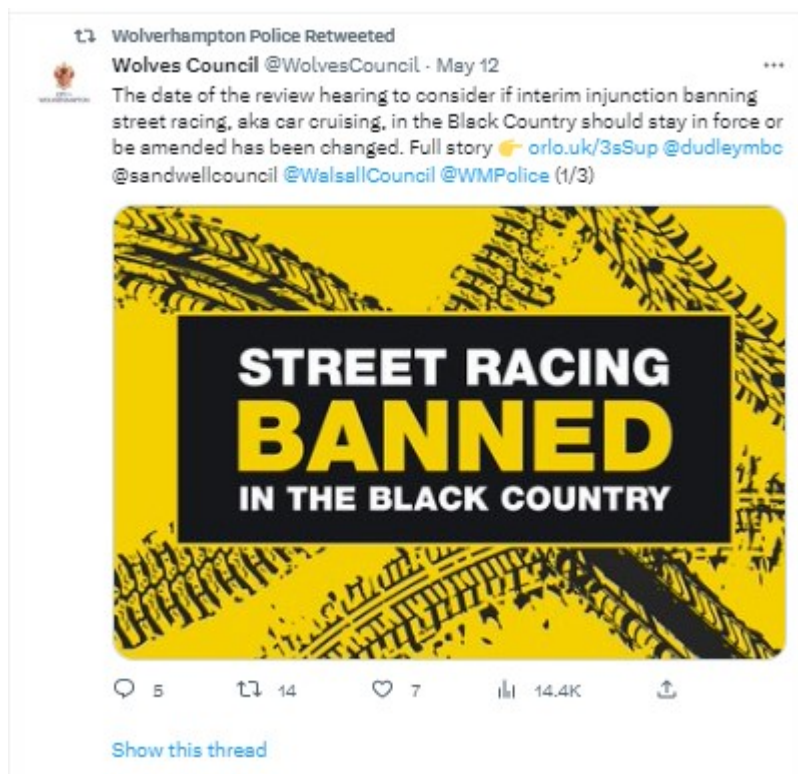 Wolverhampton Police Retweeted
Wolves Council @WolvesCouncil · May 12
The date of the review hearing to consider if interim injunction banning
street racing, aka car cruising, in the Black Country should stay in force or
be amended has been changed. Full story 👉 orlo.uk/3sSup @dudleymbc
@sandwellcouncil @WalsallCouncil @WMPolice (1/3)
STREET RACING
BANNED
IN THE BLACK COUNTRY
5 14 7 14.4K
Show this thread